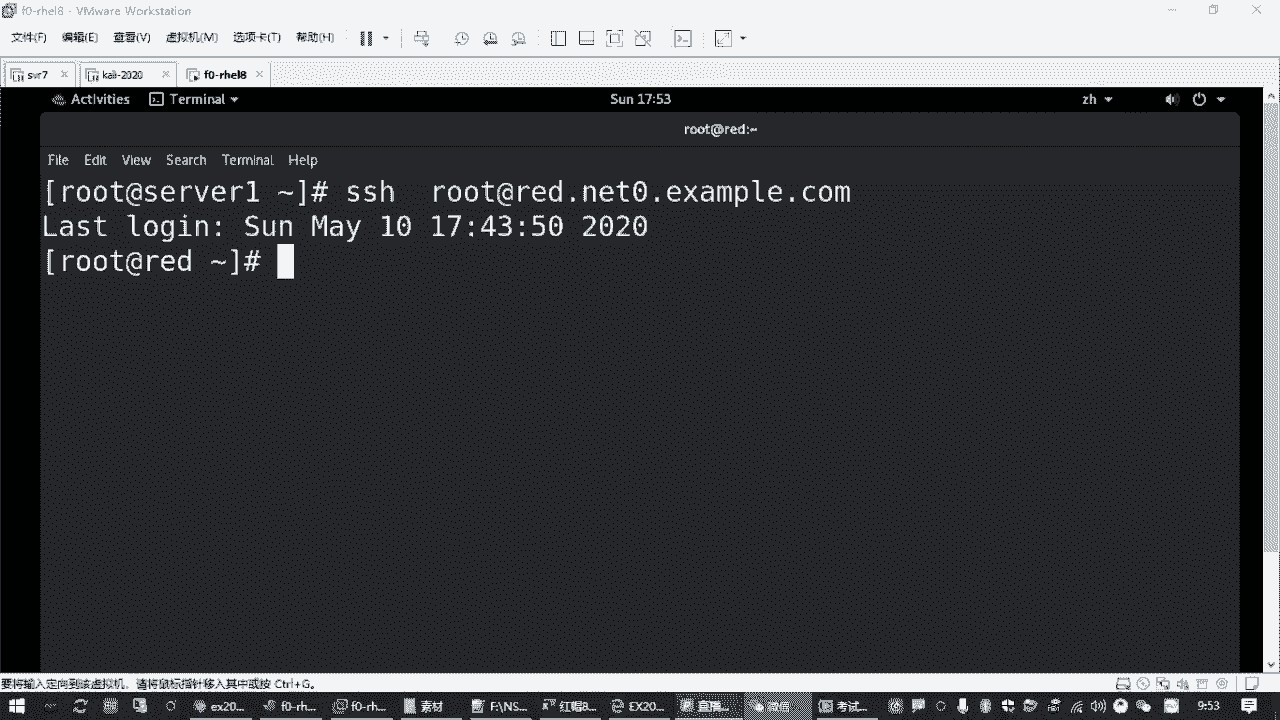 f0-rhel8 - VMware Workstation
文件(F) 编辑(E) 查看(V) 虚拟机(M) 选项卡(T) 帮助(H)
svr7 kali-2020 f0-rhel8
Activities Terminal Sun 17:53 zh
root@red:~
File Edit View Search Terminal Help
[root@server1 ~]# ssh  root@red.net0.example.com
Last login: Sun May 10 17:43:50 2020
[root@red ~]#
要将输入定向到该虚拟机，请将鼠标指针移入其中或按 Ctrl+G。
ex20... f0-rh... f0-rh... 素材 F:\NS... 红帽8... EX20... 考试... 9:53